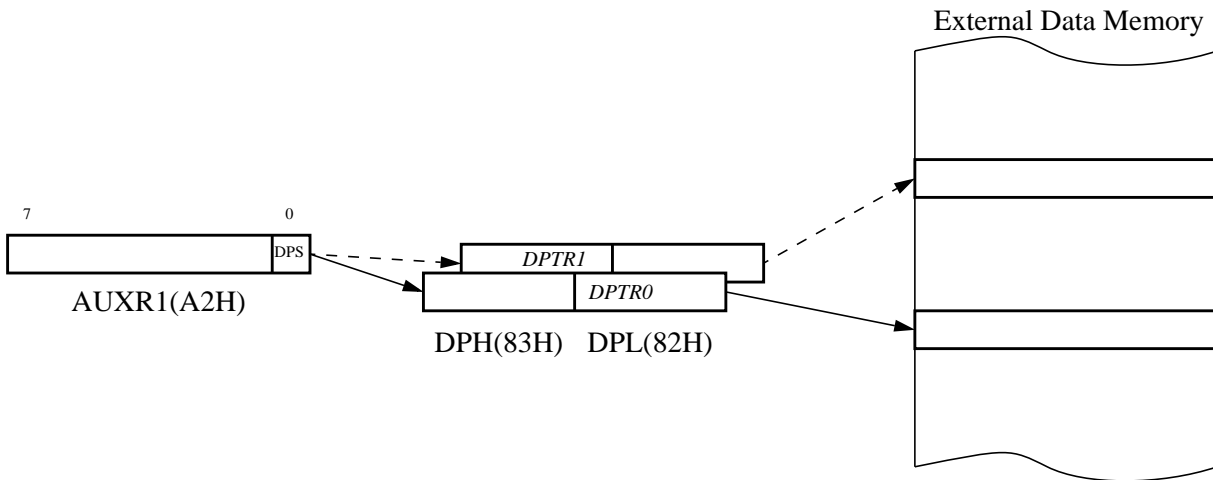 External Data Memory
7
0
DPS
DPTR1
DPTR0
AUXR1(A2H)
DPH(83H) DPL(82H)